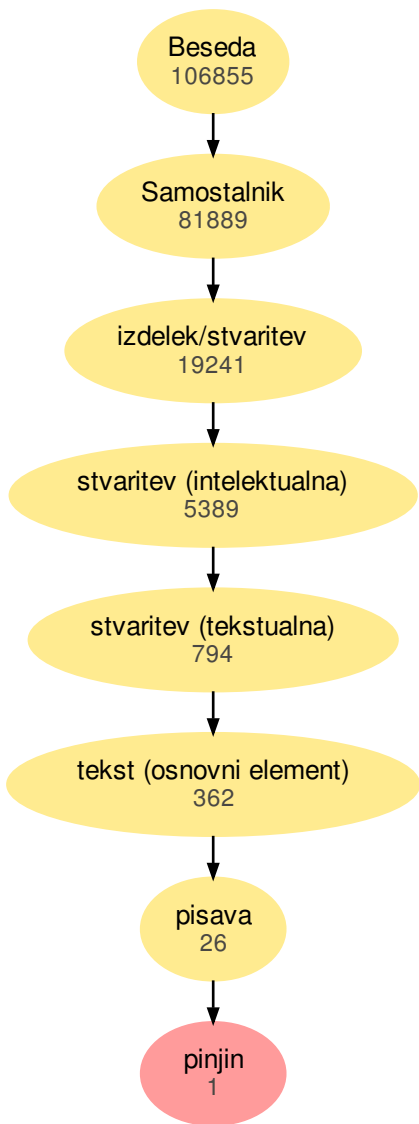 Beseda
106855
Samostalnik
81889
izdelek/stvaritev
19241
stvaritev (intelektualna)
5389
stvaritev (tekstualna)
794
tekst (osnovni element)
362
pisava
26
pinjin
1